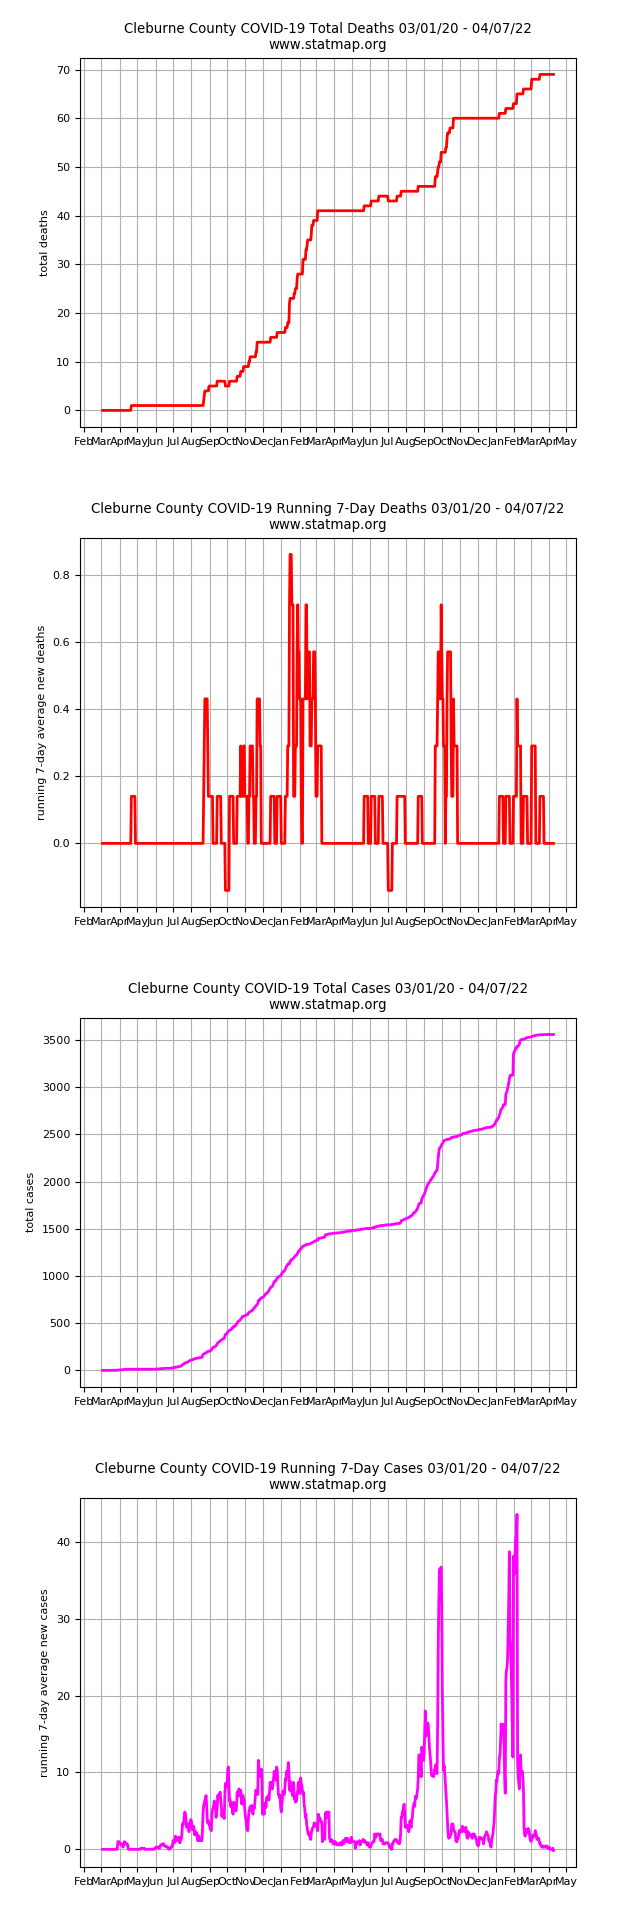 Cleburne County COVID-19 Total Deaths 03/01/20 - 04/07/22
www.statmap.org
70
60
50
40
30
20
10
0
total deaths
Feb Mar Apr May Jun Jul Aug Sep Oct Nov Dec Jan Feb Mar Apr May Jun Jul Aug Sep Oct Nov Dec Jan Feb Mar Apr May
Cleburne County COVID-19 Running 7-Day Deaths 03/01/20 - 04/07/22
www.statmap.org
0.8
0.6
0.4
0.2
0.0
running 7-day average new deaths
Feb Mar Apr May Jun Jul Aug Sep Oct Nov Dec Jan Feb Mar Apr May Jun Jul Aug Sep Oct Nov Dec Jan Feb Mar Apr May
Cleburne County COVID-19 Total Cases 03/01/20 - 04/07/22
www.statmap.org
3500
3000
2500
2000
1500
1000
500
0
total cases
Feb Mar Apr May Jun Jul Aug Sep Oct Nov Dec Jan Feb Mar Apr May Jun Jul Aug Sep Oct Nov Dec Jan Feb Mar Apr May
Cleburne County COVID-19 Running 7-Day Cases 03/01/20 - 04/07/22
www.statmap.org
40
30
20
10
0
running 7-day average new cases
Feb Mar Apr May Jun Jul Aug Sep Oct Nov Dec Jan Feb Mar Apr May Jun Jul Aug Sep Oct Nov Dec Jan Feb Mar Apr May